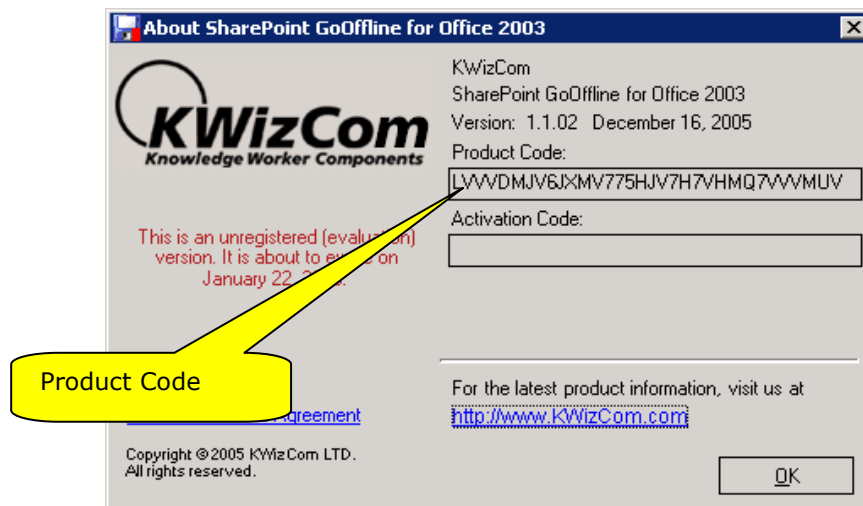 About SharePoint GoOffline for Office 2003
KWizCom
Knowledge Worker Components
KWizCom
SharePoint GoOffline for Office 2003
Version: 1.1.02 December 16, 2005
Product Code:
LVVVDMJV6JXMV775HJV7H7VHMQ7VVVMUV
Activation Code:
This is an unregistered (evaluation)
version. It is about to on
January 22,
Product Code
Agreement
For the latest product information, visit us at
http://www.KWizCom.com
Copyright © 2005 KWizCom LTD.
All rights reserved.
OK